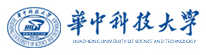 華中科技大學
HUAZHONG UNIVERSITY OF SCIENCE AND TECHNOLOGY